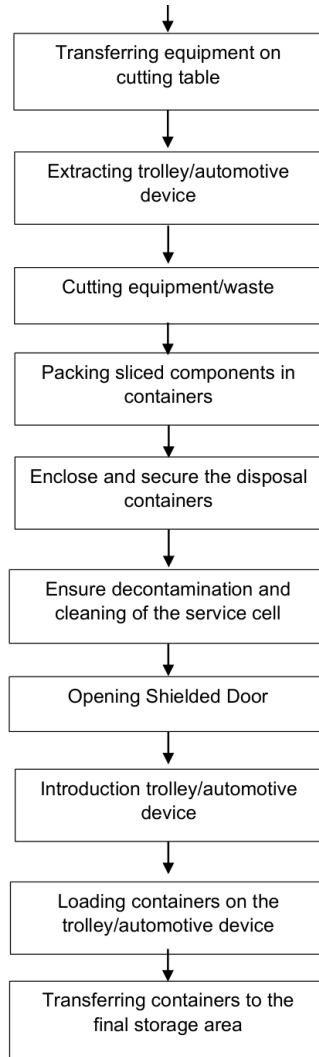 Transferring equipment on
cutting table
Extracting trolley/automotive
device
Cutting equipment/waste
Packing sliced components in
containers
Enclose and secure the disposal
containers
Ensure decontamination and
cleaning of the service cell
Opening Shielded Door
Introduction trolley/automotive
device
Loading containers on the
trolley/automotive device
Transferring containers to the
final storage area